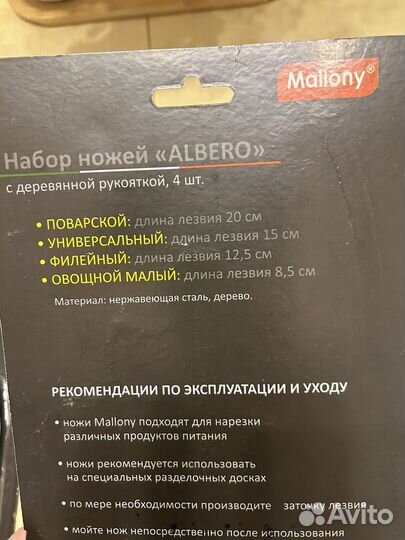 Mallony®
Набор ножей «ALBERO»
с деревянной рукояткой, 4 шт.
• ПОВАРСКОЙ: длина лезвия 20 см
• УНИВЕРСАЛЬНЫЙ: длина лезвия 15 см
• ФИЛЕЙНЫЙ: длина лезвия 12,5 см
• ОВОЩНОЙ МАЛЫЙ: длина лезвия 8,5 см
Материал: нержавеющая сталь, дерево.
РЕКОМЕНДАЦИИ ПО ЭКСПЛУАТАЦИИ И УХОДУ
• ножи Mallony подходят для нарезки
различных продуктов питания
• ножи рекомендуется использовать
на специальных разделочных досках
• по мере необходимости производите заточку лезвия
• мойте нож непосредственно после использования
Avito